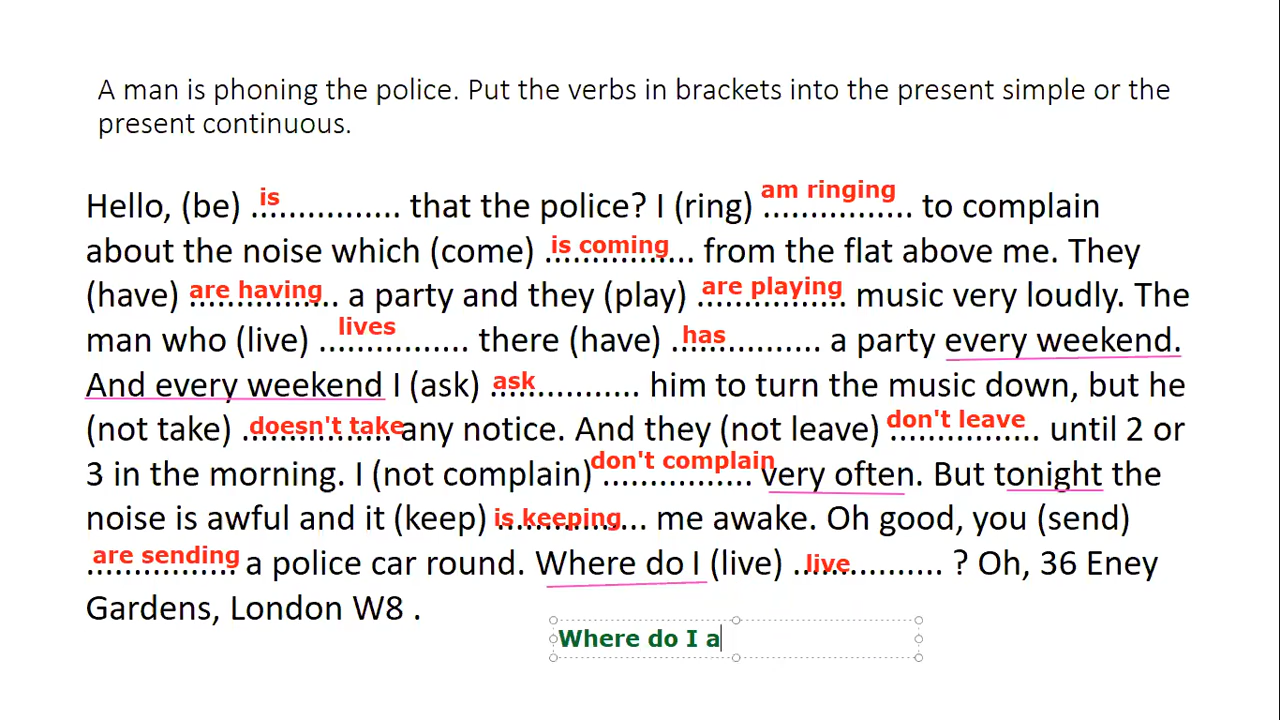 A man is phoning the police. Put the verbs in brackets into the present simple or the
present continuous.
Hello, (be) is ................ that the police? I (ring) am ringing ................ to complain
about the noise which (come) is coming ................ from the flat above me. They
(have) are having ................ a party and they (play) are playing ................ music very loudly. The
man who (live) lives ................ there (have) has ................ a party every weekend.
And every weekend I (ask) ask ................ him to turn the music down, but he
(not take) doesn't take ................ any notice. And they (not leave) don't leave ................ until 2 or
3 in the morning. I (not complain) don't complain ................ very often. But tonight the
noise is awful and it (keep) is keeping ................ me awake. Oh good, you (send)
are sending ................ a police car round. Where do I (live) live ................ ? Oh, 36 Eney
Gardens, London W8 .
Where do I a